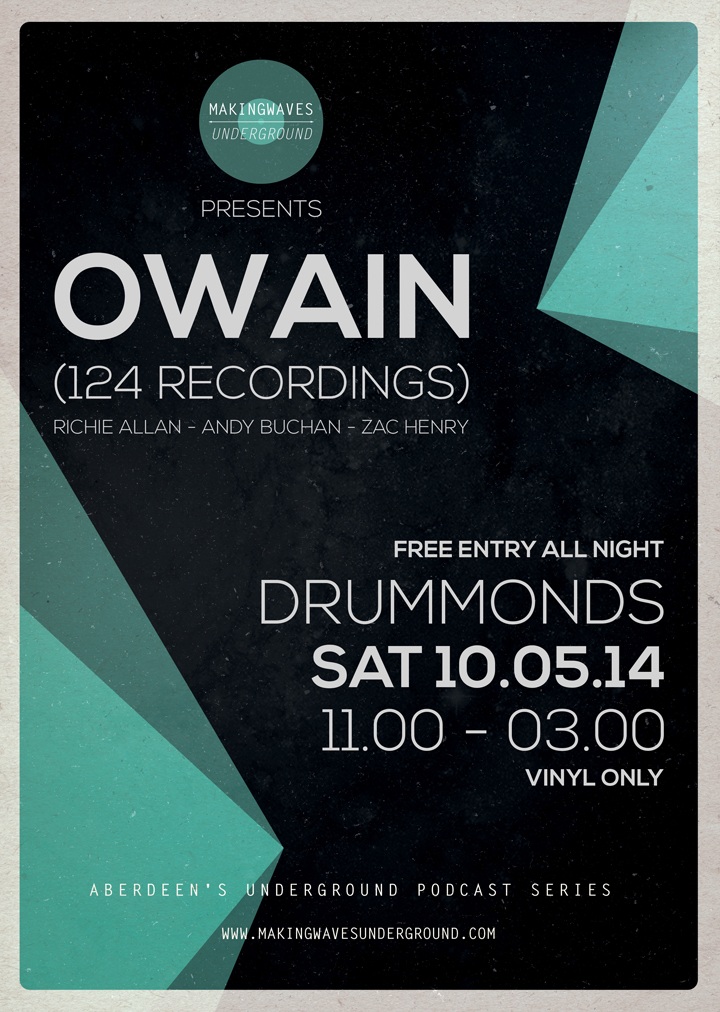 MAKINGWAVES
UNDERGROUND
PRESENTS
OWAIN
(124 RECORDINGS)
RICHIE ALLAN - ANDY BUCHAN - ZAC HENRY
FREE ENTRY ALL NIGHT
DRUMMONDS
SAT 10.05.14
11.00 - 03.00
VINYL ONLY
ABERDEEN'S UNDERGROUND PODCAST SERIES
WWW.MAKINGWAVESUNDERGROUND.COM